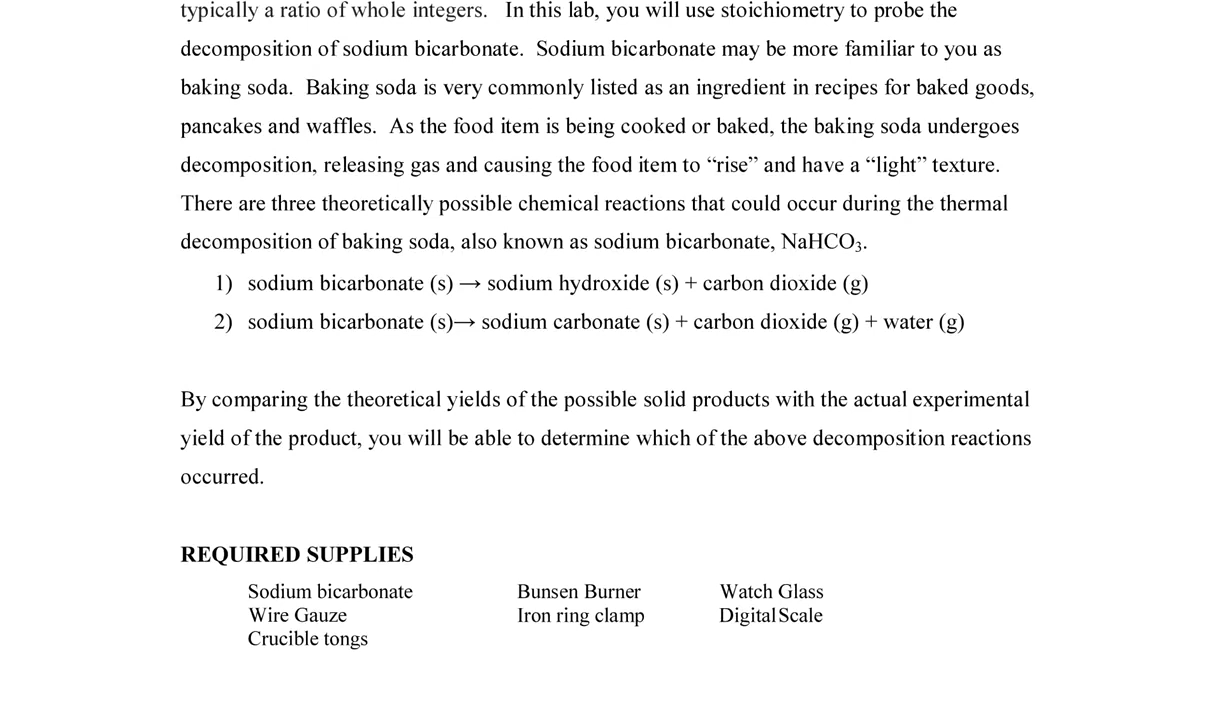 typically a ratio of whole integers.   In this lab, you will use stoichiometry to probe the
decomposition of sodium bicarbonate.  Sodium bicarbonate may be more familiar to you as
baking soda.  Baking soda is very commonly listed as an ingredient in recipes for baked goods,
pancakes and waffles.  As the food item is being cooked or baked, the baking soda undergoes
decomposition, releasing gas and causing the food item to “rise” and have a “light” texture.
There are three theoretically possible chemical reactions that could occur during the thermal
decomposition of baking soda, also known as sodium bicarbonate, NaHCO₃.
1)  sodium bicarbonate (s) → sodium hydroxide (s) + carbon dioxide (g)
2)  sodium bicarbonate (s)→ sodium carbonate (s) + carbon dioxide (g) + water (g)
By comparing the theoretical yields of the possible solid products with the actual experimental
yield of the product, you will be able to determine which of the above decomposition reactions
occurred.
REQUIRED SUPPLIES
Sodium bicarbonate    Bunsen Burner    Watch Glass
Wire Gauze    Iron ring clamp    Digital Scale
Crucible tongs